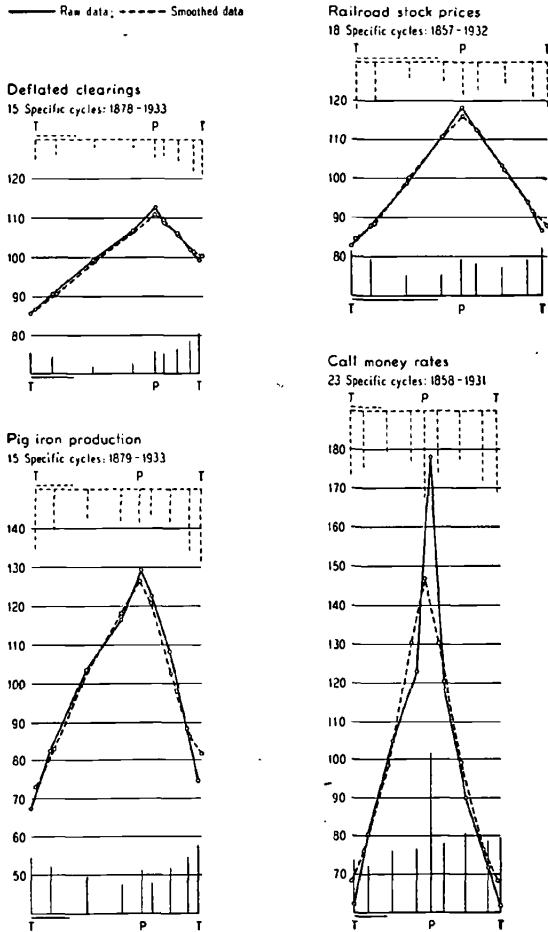 Raw data; Smoothed data
Deflated clearings
15 Specific cycles: 1878-1933
T P T
120
110
100
90
80
T P T
Pig iron production
15 Specific cycles: 1879-1933
T P T
140
130
120
110
100
90
80
70
60
50
T P T
Railroad stock prices
18 Specific cycles: 1857-1932
T P T
120
110
100
90
80
T P T
Call money rates
23 Specific cycles: 1858-1931
T P T
180
170
160
150
140
130
120
110
100
90
80
70
T P T